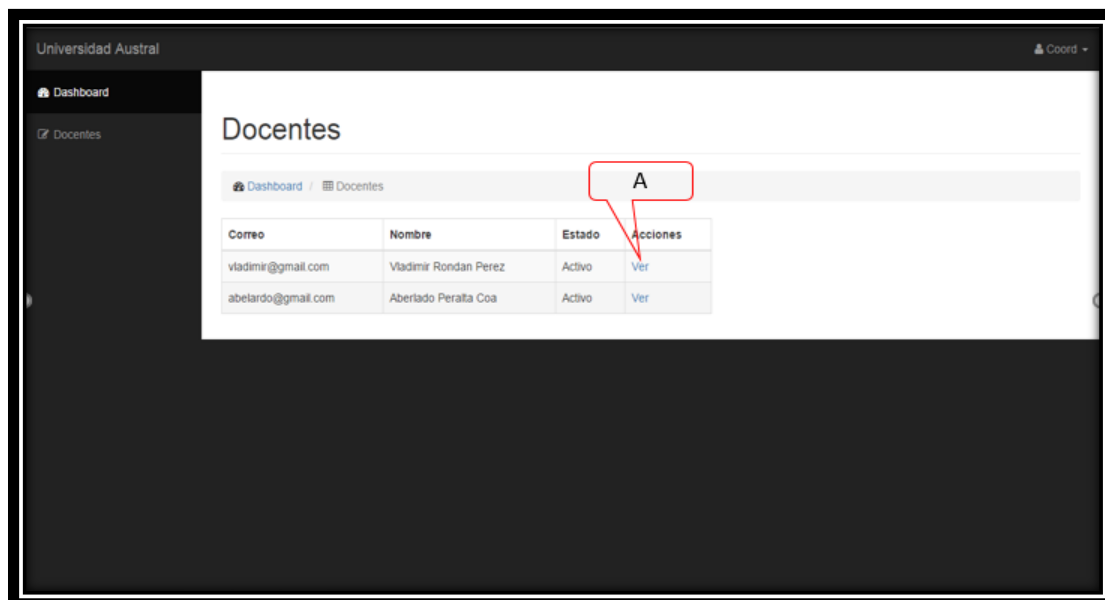 Universidad Austral
Coord
Dashboard
Docentes
Docentes
Dashboard / Docentes
A
Correo Nombre Estado Acciones
vladimir@gmail.com Vladimir Rondan Perez Activo Ver
abelardo@gmail.com Aberlado Peralta Coa Activo Ver